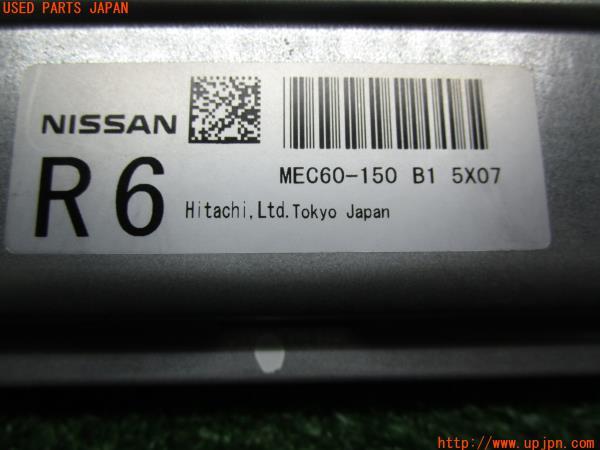 USED PARTS JAPAN
NISSAN
MEC60-150 B1 5X07
R6
Hitachi,Ltd.Tokyo Japan
http://www.upjpn.com/